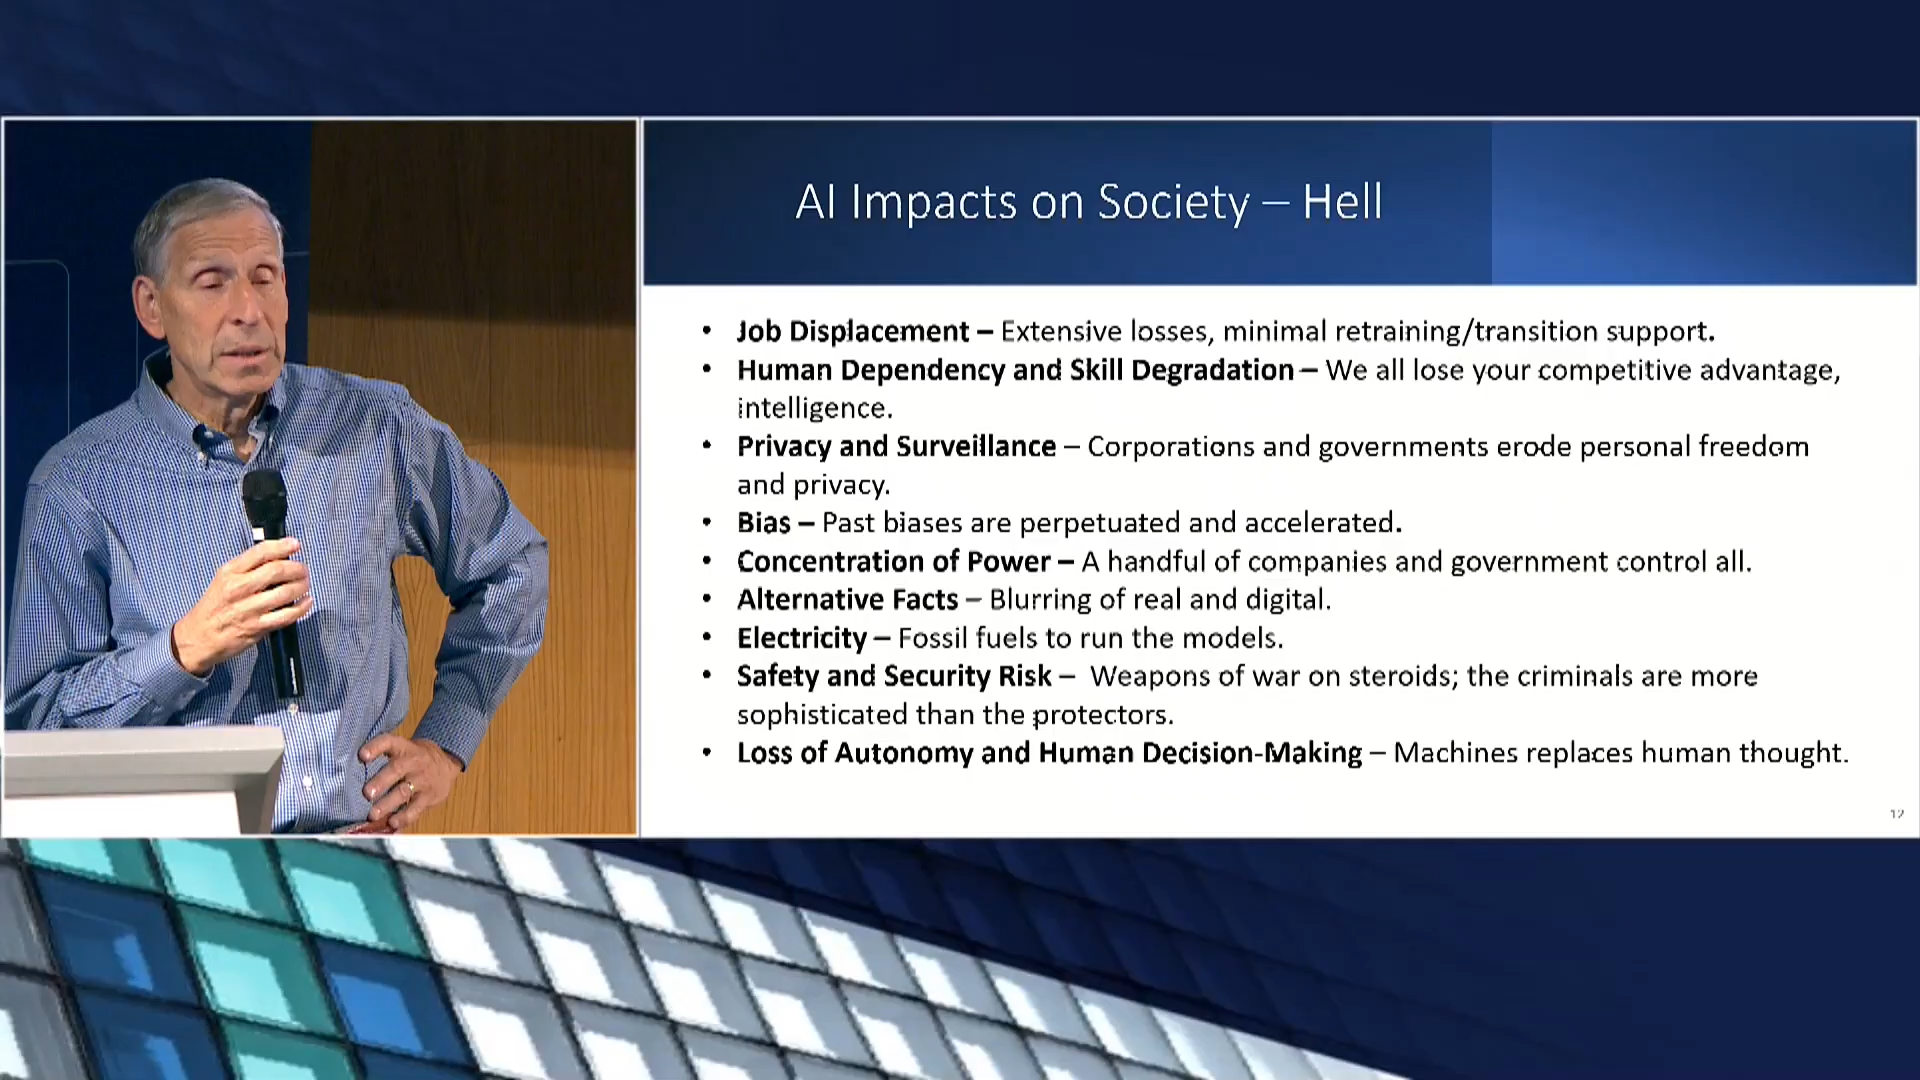 AI Impacts on Society – Hell
• Job Displacement – Extensive losses, minimal retraining/transition support.
• Human Dependency and Skill Degradation – We all lose your competitive advantage,
intelligence.
• Privacy and Surveillance – Corporations and governments erode personal freedom
and privacy.
• Bias – Past biases are perpetuated and accelerated.
• Concentration of Power – A handful of companies and government control all.
• Alternative Facts – Blurring of real and digital.
• Electricity – Fossil fuels to run the models.
• Safety and Security Risk – Weapons of war on steroids; the criminals are more
sophisticated than the protectors.
• Loss of Autonomy and Human Decision-Making – Machines replaces human thought.
12